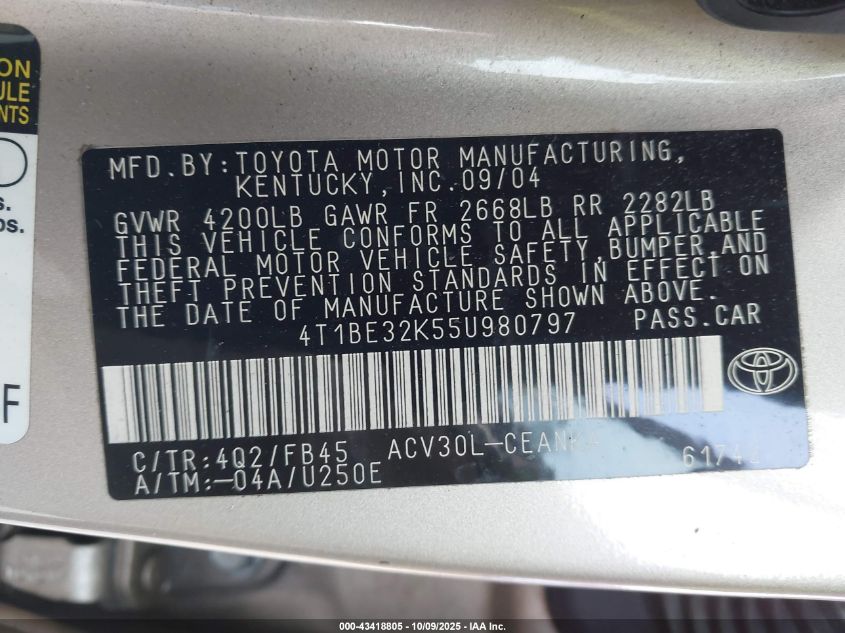 ON
ULE
NTS
s.
os.
F
MFD.BY:TOYOTA MOTOR MANUFACTURING,
KENTUCKY,INC.09/04
GVWR 4200LB GAWR FR 2668LB RR 2282LB
THIS VEHICLE CONFORMS TO ALL APPLICABLE
FEDERAL MOTOR VEHICLE SAFETY,BUMPER,AND
THEFT PREVENTION STANDARDS IN EFFECT ON
THE DATE OF MANUFACTURE SHOWN ABOVE.
4T1BE32K55U980797 PASS.CAR
C/TR:4Q2/FB45 ACV30L-CEANKA
A/TM:-04A/U250E
000-43418805 - 10/09/2025 - IAA Inc.